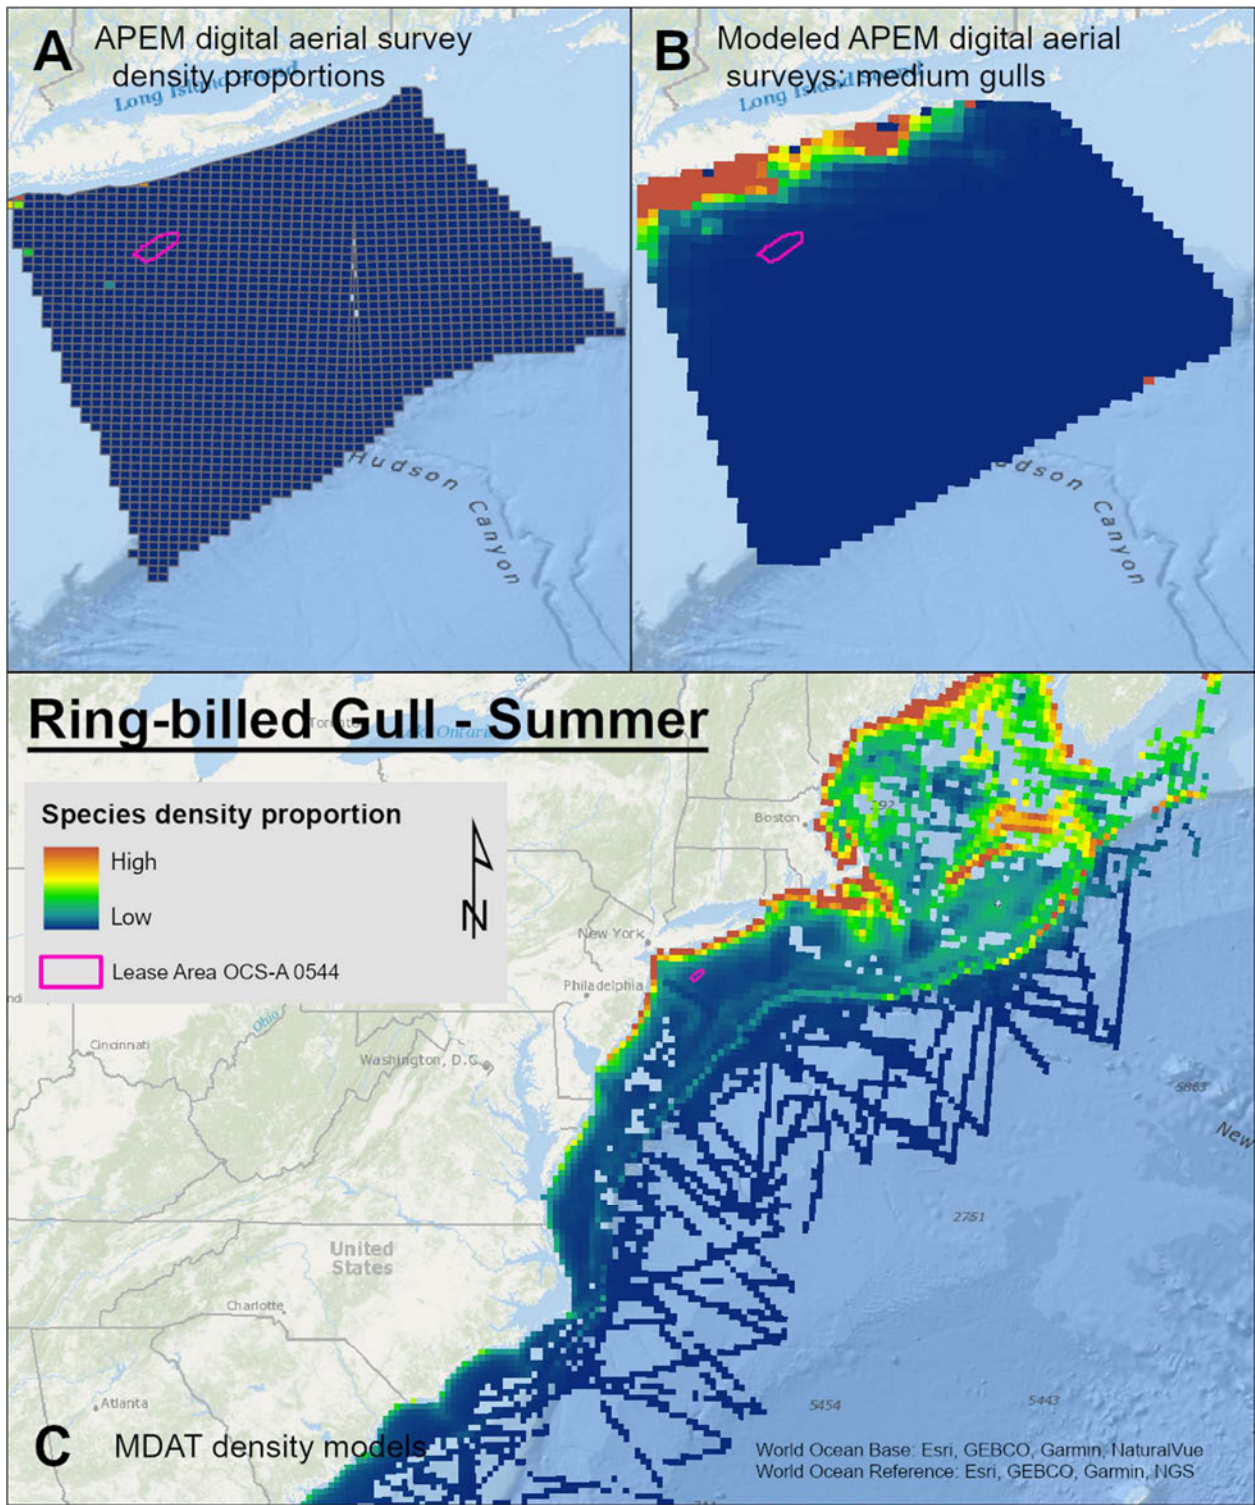 A
APEM digital aerial survey
density proportions
Long Island Sound
Hudson Canyon
B
Modeled APEM digital aerial
surveys: medium gulls
Long Island Sound
Canyon
Ring-billed Gull - Summer
Species density proportion
High
Low
N
Lease Area OCS-A 0544
Boston
New York
Philadelphia
Ohio
Cincinnati
Washington, D.C.
5863
New
2751
United
States
Charlotte
Atlanta
5454
5443
C
MDAT density models
World Ocean Base: Esri, GEBCO, Garmin, NaturalVue
World Ocean Reference: Esri, GEBCO, Garmin, NGS